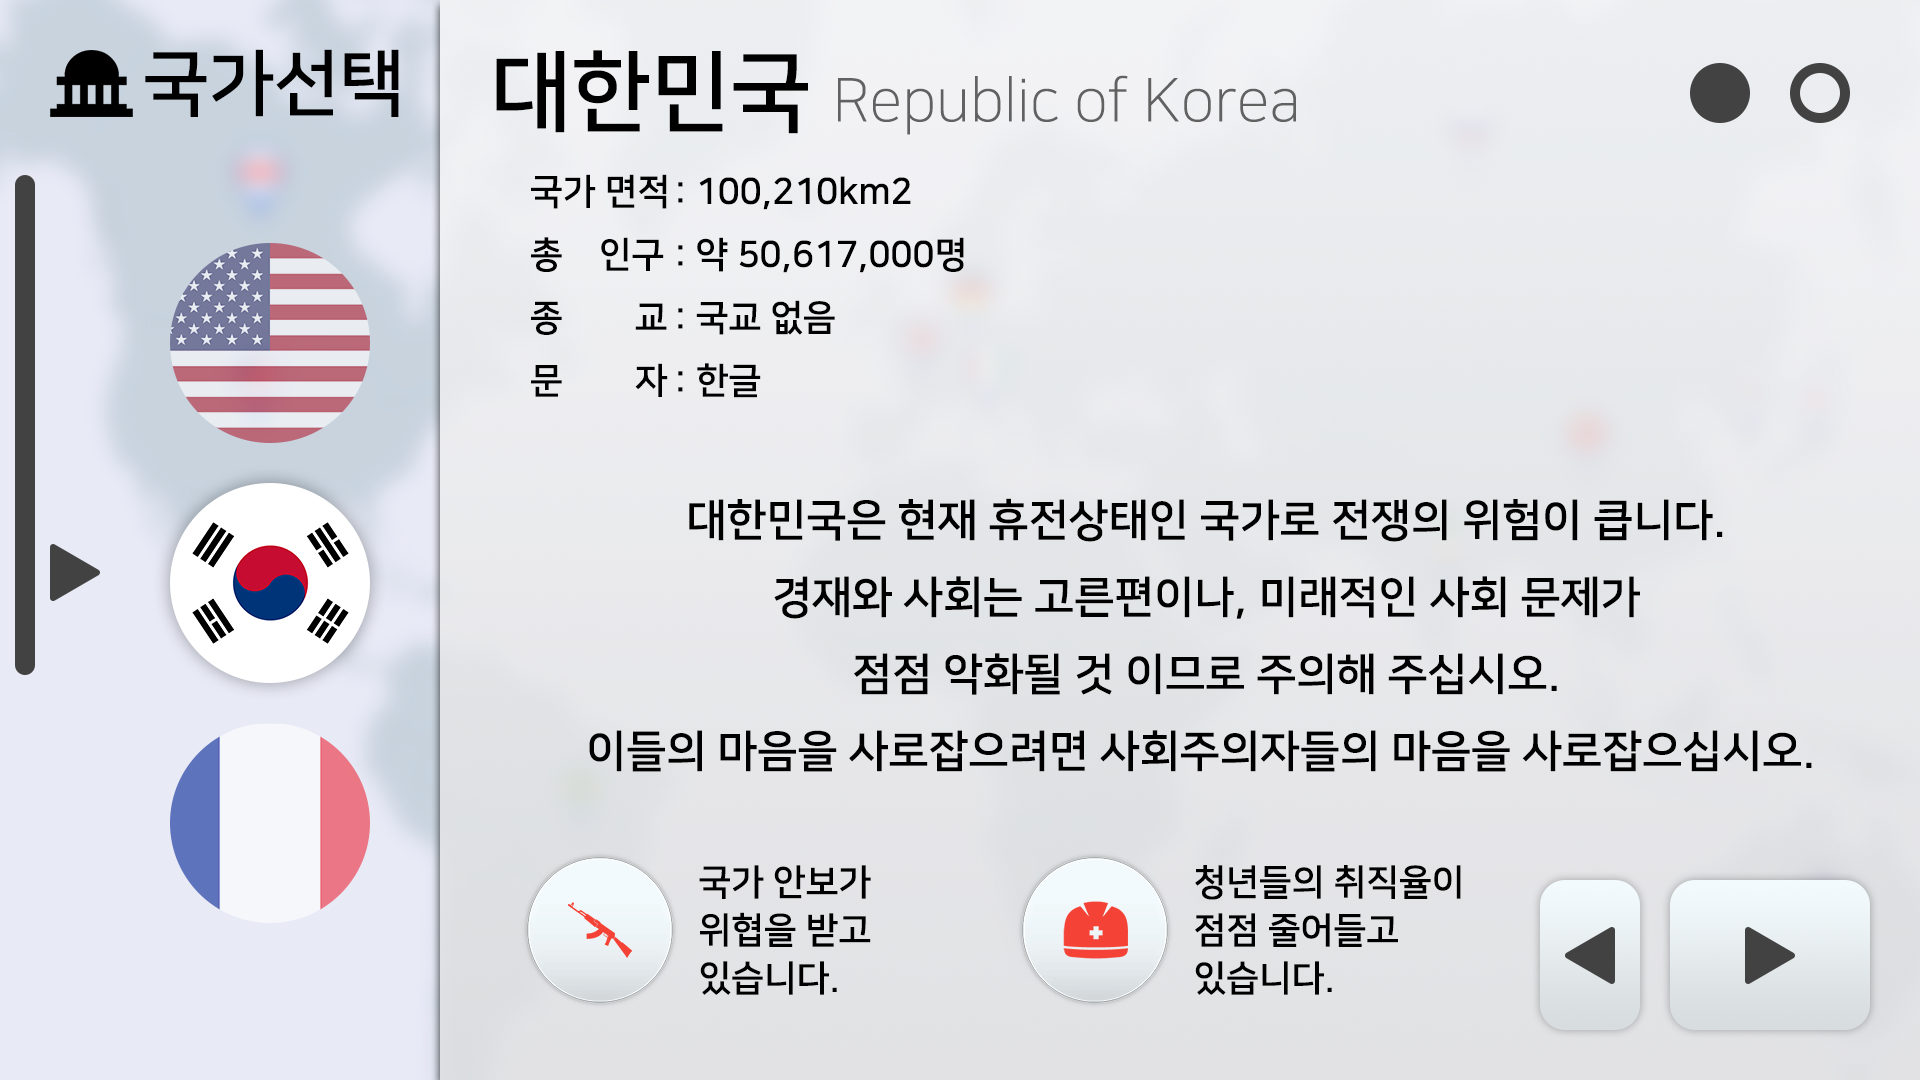 국가선택
대한민국 Republic of Korea
국가 면적 : 100,210km2
총 인구 : 약 50,617,000명
종 교 : 국교 없음
문 자 : 한글
대한민국은 현재 휴전상태인 국가로 전쟁의 위험이 큽니다.
경재와 사회는 고른편이나, 미래적인 사회 문제가
점점 악화될 것 이므로 주의해 주십시오.
이들의 마음을 사로잡으려면 사회주의자들의 마음을 사로잡으십시오.
국가 안보가
위협을 받고
있습니다.
청년들의 취직율이
점점 줄어들고
있습니다.